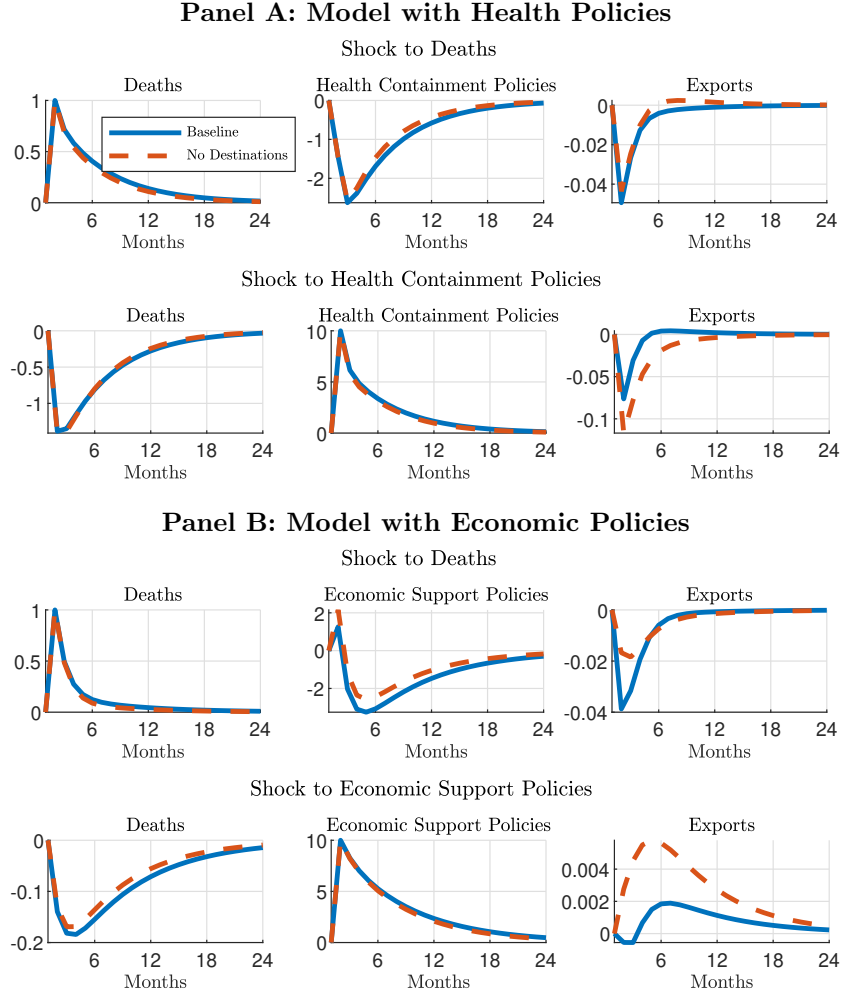 Panel A: Model with Health Policies
Shock to Deaths
Deaths Health Containment Policies Exports
1 0.5 0 6 12 18 24
Baseline
No Destinations
0 -1 -2 6 12 18 24
0 -0.02 -0.04 6 12 18 24
Months Months Months
Shock to Health Containment Policies
Deaths Health Containment Policies Exports
0 -0.5 -1 6 12 18 24
10 5 0 6 12 18 24
0 -0.05 -0.1 6 12 18 24
Months Months Months
Panel B: Model with Economic Policies
Shock to Deaths
Deaths Economic Support Policies Exports
1 0.5 0 6 12 18 24
2 0 -2 6 12 18 24
0 -0.02 -0.04 6 12 18 24
Months Months Months
Shock to Economic Support Policies
Deaths Economic Support Policies Exports
0 -0.1 -0.2 6 12 18 24
10 5 0 6 12 18 24
0.004 0.002 0 6 12 18 24
Months Months Months